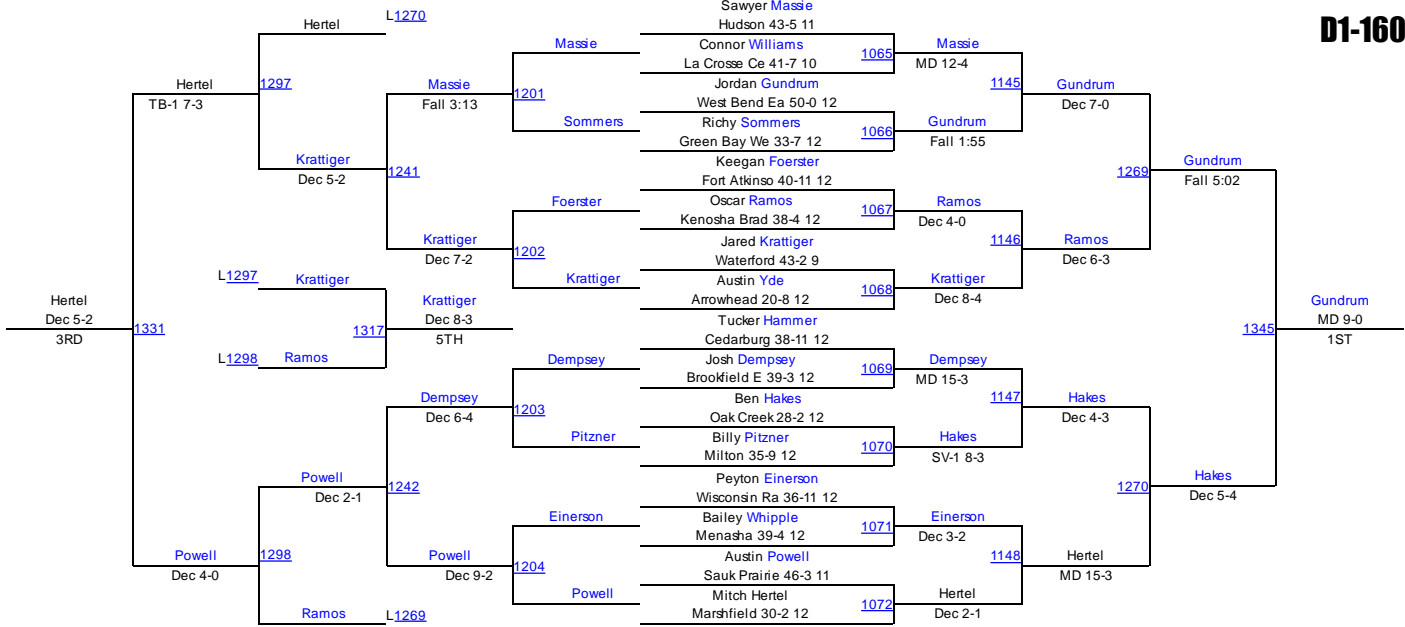 D1-160
Sawyer Massie
Hudson 43-5 11
Connor Williams
La Crosse Ce 41-7 10
Jordan Gundrum
West Bend Ea 50-0 12
Richy Sommers
Green Bay We 33-7 12
Keegan Foerster
Fort Atkinso 40-11 12
Oscar Ramos
Kenosha Brad 38-4 12
Jared Krattiger
Waterford 43-2 9
Austin Yde
Arrowhead 20-8 12
Tucker Hammer
Cedarburg 38-11 12
Josh Dempsey
Brookfield E 39-3 12
Ben Hakes
Oak Creek 28-2 12
Billy Pitzner
Milton 35-9 12
Peyton Einerson
Wisconsin Ra 36-11 12
Bailey Whipple
Menasha 39-4 12
Austin Powell
Sauk Prairie 46-3 11
Mitch Hertel
Marshfield 30-2 12
1065
1066
1067
1068
1069
1070
1071
1072
Massie
MD 12-4
Gundrum
Fall 1:55
Ramos
Dec 4-0
Krattiger
Dec 8-4
Dempsey
MD 15-3
Hakes
SV-1 8-3
Einerson
Dec 3-2
Hertel
Dec 2-1
1145
1146
1147
1148
Gundrum
Dec 7-0
Ramos
Dec 6-3
Hakes
Dec 4-3
Hertel
MD 15-3
1269
1270
Gundrum
Fall 5:02
Hakes
Dec 5-4
1345
Gundrum
MD 9-0
1ST
Massie
Sommers
Foerster
Krattiger
Dempsey
Pitzner
Einerson
Powell
1201
1202
1203
1204
Massie
Fall 3:13
Krattiger
Dec 7-2
Dempsey
Dec 6-4
Powell
Dec 9-2
1241
1242
L1270
Hertel
Krattiger
Dec 5-2
Powell
Dec 2-1
Ramos
L1269
1297
1298
Hertel
TB-1 7-3
Powell
Dec 4-0
1331
Hertel
Dec 5-2
3RD
L1297
Krattiger
L1298
Ramos
1317
Krattiger
Dec 8-3
5TH